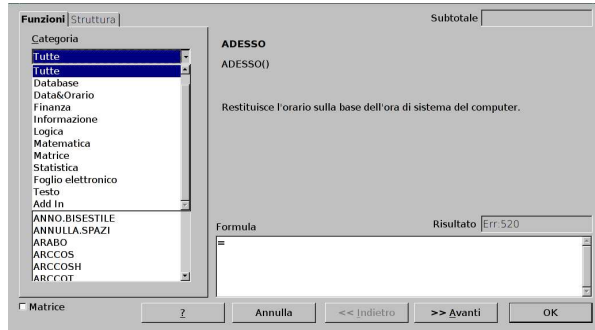 Funzioni Struttura
Subtotale
Categoria
Tutte
Tutte
Database
Data&Orario
Finanza
Informazione
Logica
Matematica
Matrice
Statistica
Foglio elettronico
Testo
Add In
ANNO.BISESTILE
ANNULLA.SPAZI
ARABO
ARCCOS
ARCCOSH
ARCCOT
ADESSO
ADESSO()
Restituisce l'orario sulla base dell'ora di sistema del computer.
Formula
Risultato Err:520
=
Matrice
?
Annulla
<< Indietro
>> Avanti
OK